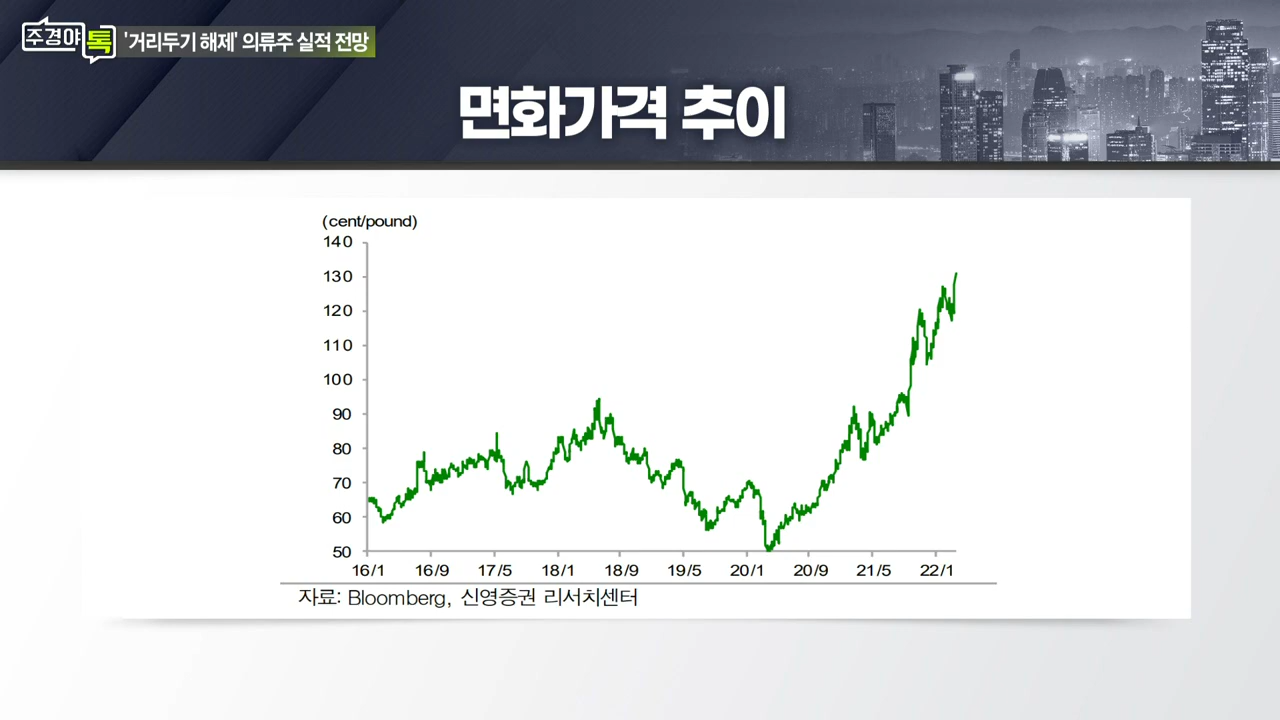 주경야톡
'거리두기 해제' 의류주 실적 전망
면화가격 추이
(cent/pound)
140
130
120
110
100
90
80
70
60
50
16/1 16/9 17/5 18/1 18/9 19/5 20/1 20/9 21/5 22/1
자료: Bloomberg, 신영증권 리서치센터